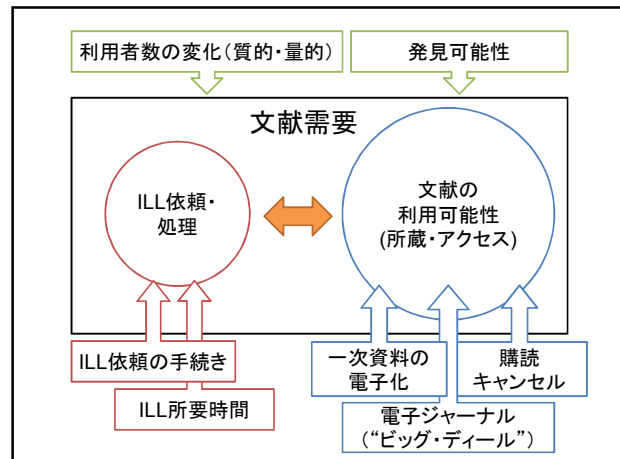 利用者数の変化(質的・量的)
発見可能性
文献需要
ILL依頼・
処理
文献の
利用可能性
(所蔵・アクセス)
ILL依頼の手続き
ILL所要時間
一次資料の
電子化
購読
キャンセル
電子ジャーナル
(“ビッグ・ディール”)